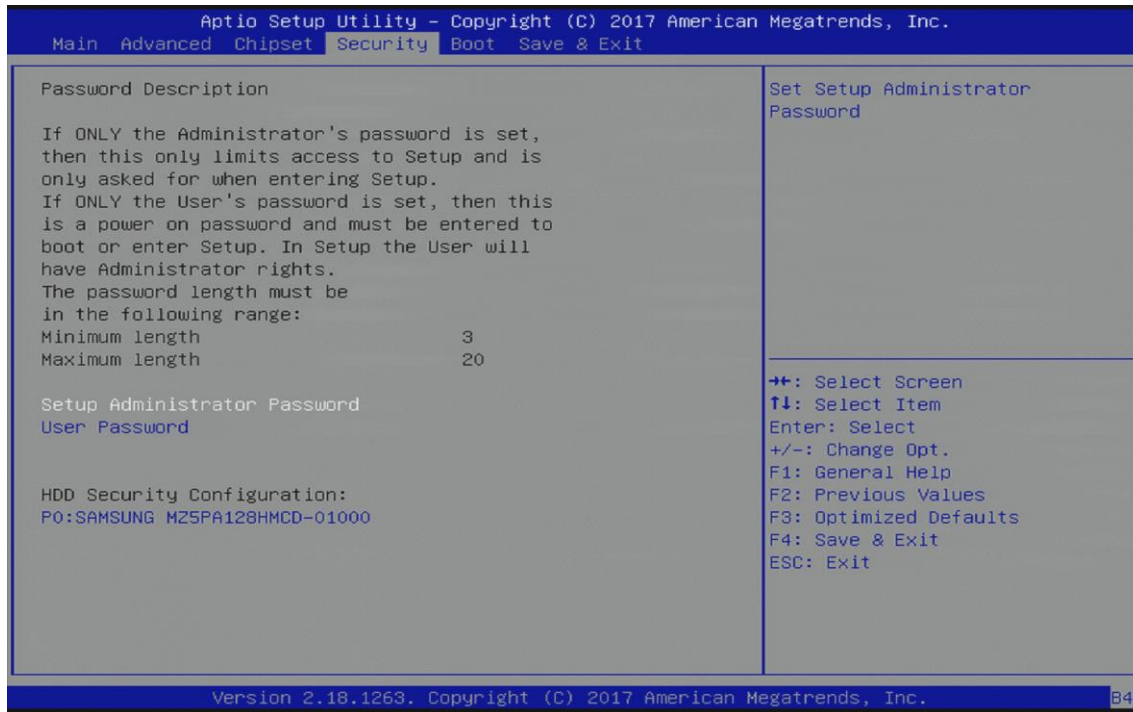 Aptio Setup Utility – Copyright (C) 2017 American Megatrends, Inc.
Main Advanced Chipset Security Boot Save & Exit
Password Description
If ONLY the Administrator's password is set,
then this only limits access to Setup and is
only asked for when entering Setup.
If ONLY the User's password is set, then this
is a power on password and must be entered to
boot or enter Setup. In Setup the User will
have Administrator rights.
The password length must be
in the following range:
Minimum length 3
Maximum length 20
Setup Administrator Password
User Password
HDD Security Configuration:
P0:SAMSUNG MZ5PA128HMCD-01000
Set Setup Administrator
Password
→←: Select Screen
↑↓: Select Item
Enter: Select
+/-: Change Opt.
F1: General Help
F2: Previous Values
F3: Optimized Defaults
F4: Save & Exit
ESC: Exit
Version 2.18.1263. Copyright (C) 2017 American Megatrends, Inc.
B4